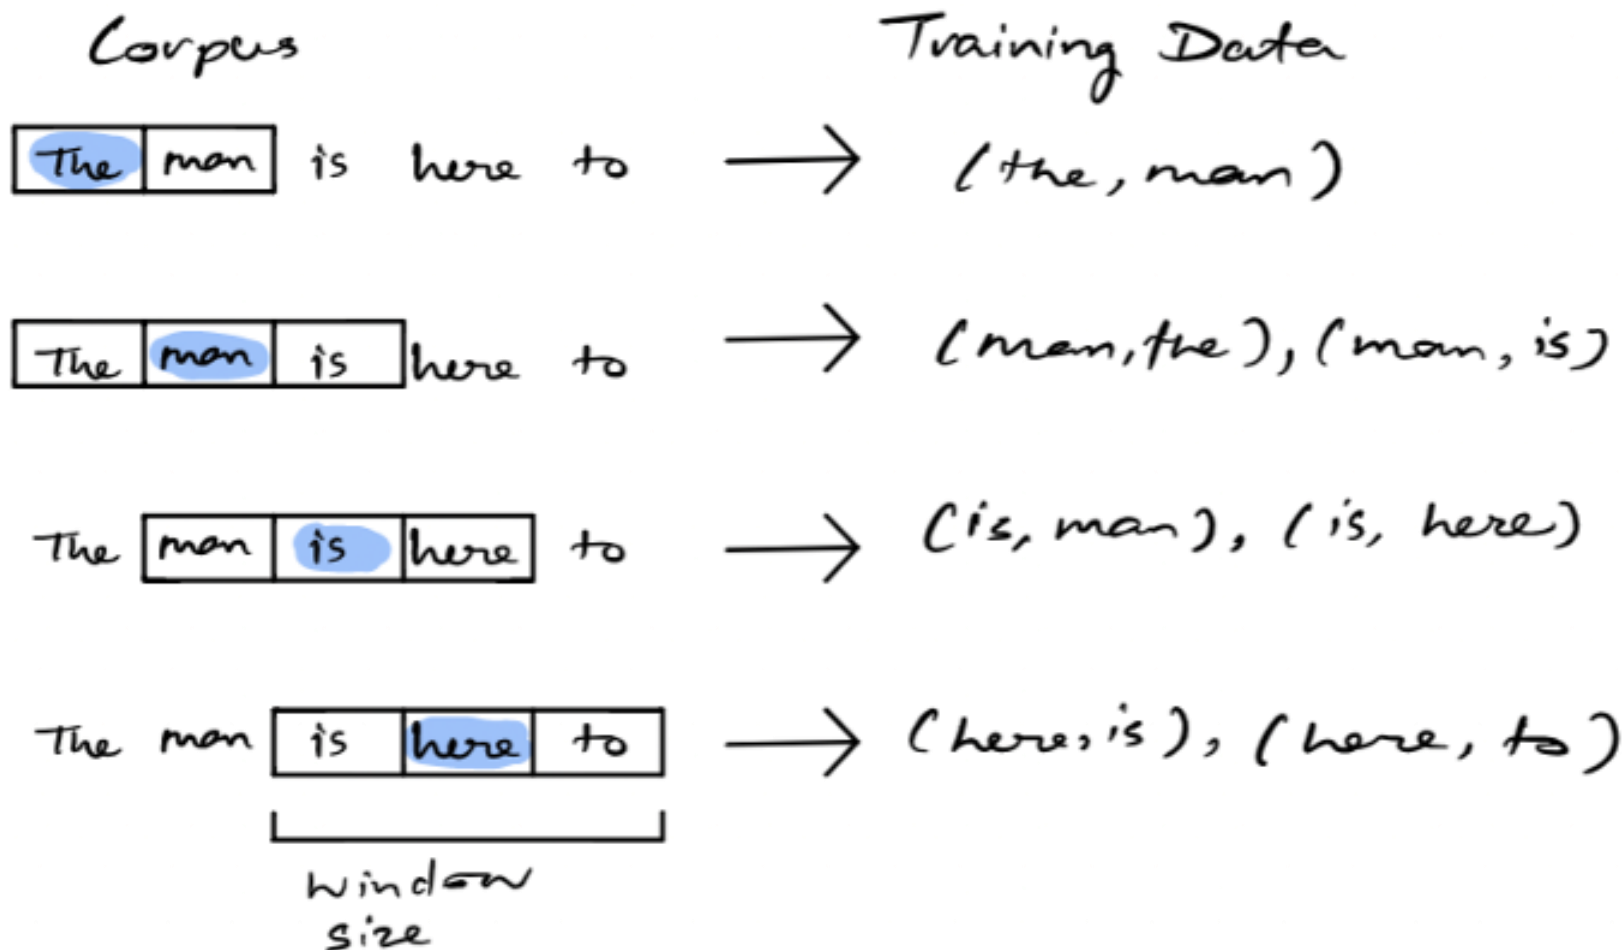 Corpus Training Data
The man is here to (the, man)
The man is here to (man, the), (man, is)
The man is here to (is, man), (is, here)
The man is here to (here, is), (here, to)
window
size